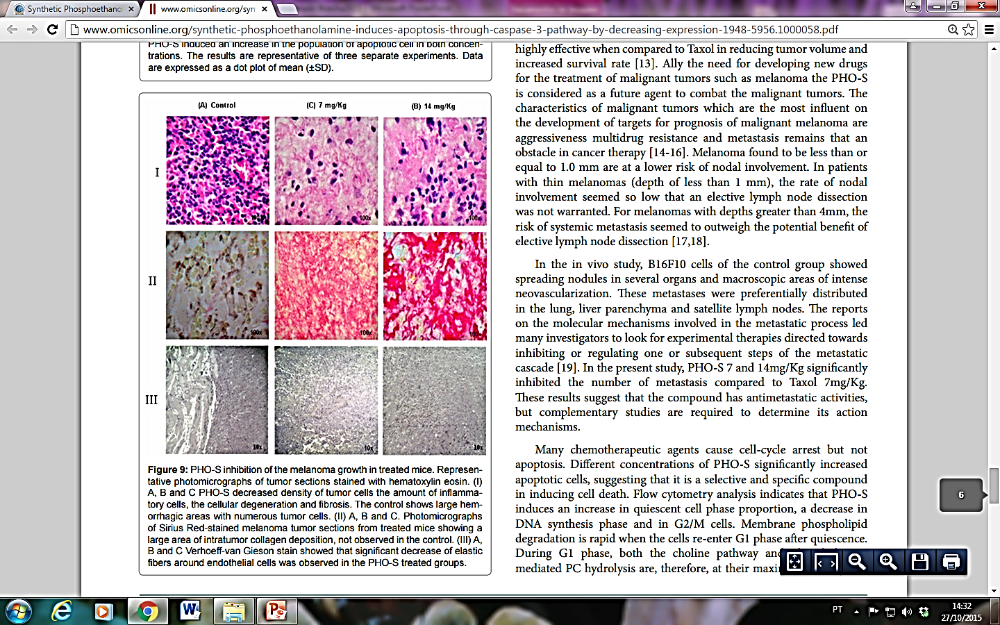 Synthetic Phosphoethano
www.omicsonline.org/syn
www.omicsonline.org/synthetic-phosphoethanolamine-induces-apoptosis-through-caspase-3-pathway-by-decreasing-expression-1948-5956.1000058.pdf
PHO-S induced an increase in the population of apoptotic cell in both concen-
trations. The results are representative of three separate experiments. Data
are expressed as a dot plot of mean (±SD).
(A) Control (C) 7 mg/Kg (B) 14 mg/Kg
I
100x 100x 100x
II
100x 100x 100x
III
10x 10x 10x
Figure 9: PHO-S inhibition of the melanoma growth in treated mice. Represen-
tative photomicrographs of tumor sections stained with hematoxylin eosin. (I)
A, B and C PHO-S decreased density of tumor cells the amount of inflamma-
tory cells, the cellular degeneration and fibrosis. The control shows large hem-
orrhagic areas with numerous tumor cells. (II) A, B and C. Photomicrographs
of Sirius Red-stained melanoma tumor sections from treated mice showing a
large area of intratumor collagen deposition, not observed in the control. (III) A,
B and C Verhoeff-van Gieson stain showed that significant decrease of elastic
fibers around endothelial cells was observed in the PHO-S treated groups.
highly effective when compared to Taxol in reducing tumor volume and
increased survival rate [13]. Ally the need for developing new drugs
for the treatment of malignant tumors such as melanoma the PHO-S
is considered as a future agent to combat the malignant tumors. The
characteristics of malignant tumors which are the most influent on
the development of targets for prognosis of malignant melanoma are
aggressiveness multidrug resistance and metastasis remains that an
obstacle in cancer therapy [14-16]. Melanoma found to be less than or
equal to 1.0 mm are at a lower risk of nodal involvement. In patients
with thin melanomas (depth of less than 1 mm), the rate of nodal
involvement seemed so low that an elective lymph node dissection
was not warranted. For melanomas with depths greater than 4mm, the
risk of systemic metastasis seemed to outweigh the potential benefit of
elective lymph node dissection [17,18].
In the in vivo study, B16F10 cells of the control group showed
spreading nodules in several organs and macroscopic areas of intense
neovascularization. These metastases were preferentially distributed
in the lung, liver parenchyma and satellite lymph nodes. The reports
on the molecular mechanisms involved in the metastatic process led
many investigators to look for experimental therapies directed towards
inhibiting or regulating one or subsequent steps of the metastatic
cascade [19]. In the present study, PHO-S 7 and 14mg/Kg significantly
inhibited the number of metastasis compared to Taxol 7mg/Kg.
These results suggest that the compound has antimetastatic activities,
but complementary studies are required to determine its action
mechanisms.
Many chemotherapeutic agents cause cell-cycle arrest but not
apoptosis. Different concentrations of PHO-S significantly increased
apoptotic cells, suggesting that it is a selective and specific compound
in inducing cell death. Flow cytometry analysis indicates that PHO-S
induces an increase in quiescent cell phase proportion, a decrease in
DNA synthesis phase and in G2/M cells. Membrane phospholipid
degradation is rapid when the cells re-enter G1 phase after quiescence.
During G1 phase, both the choline pathway and
mediated PC hydrolysis are, therefore, at their
6
PT
14:32
27/10/2015